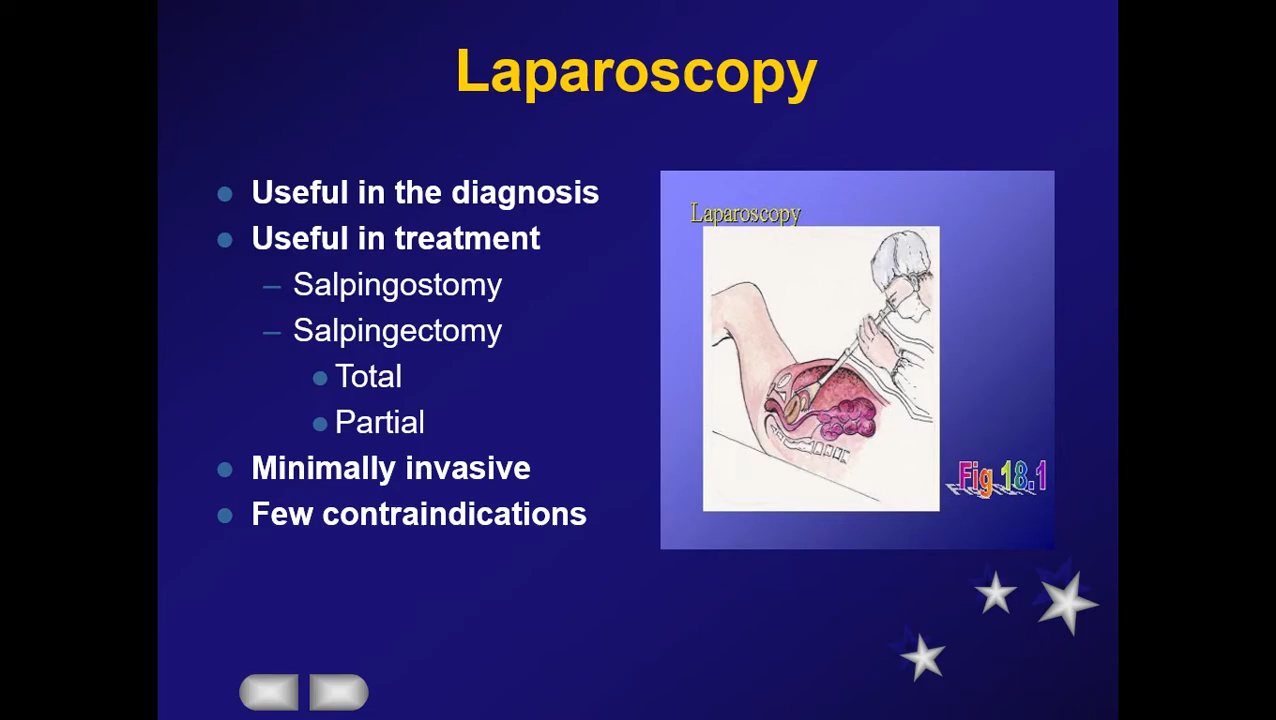 Laparoscopy
Useful in the diagnosis
Useful in treatment
– Salpingostomy
– Salpingectomy
Total
Partial
Minimally invasive
Few contraindications
Laparoscopy
Fig 18.1